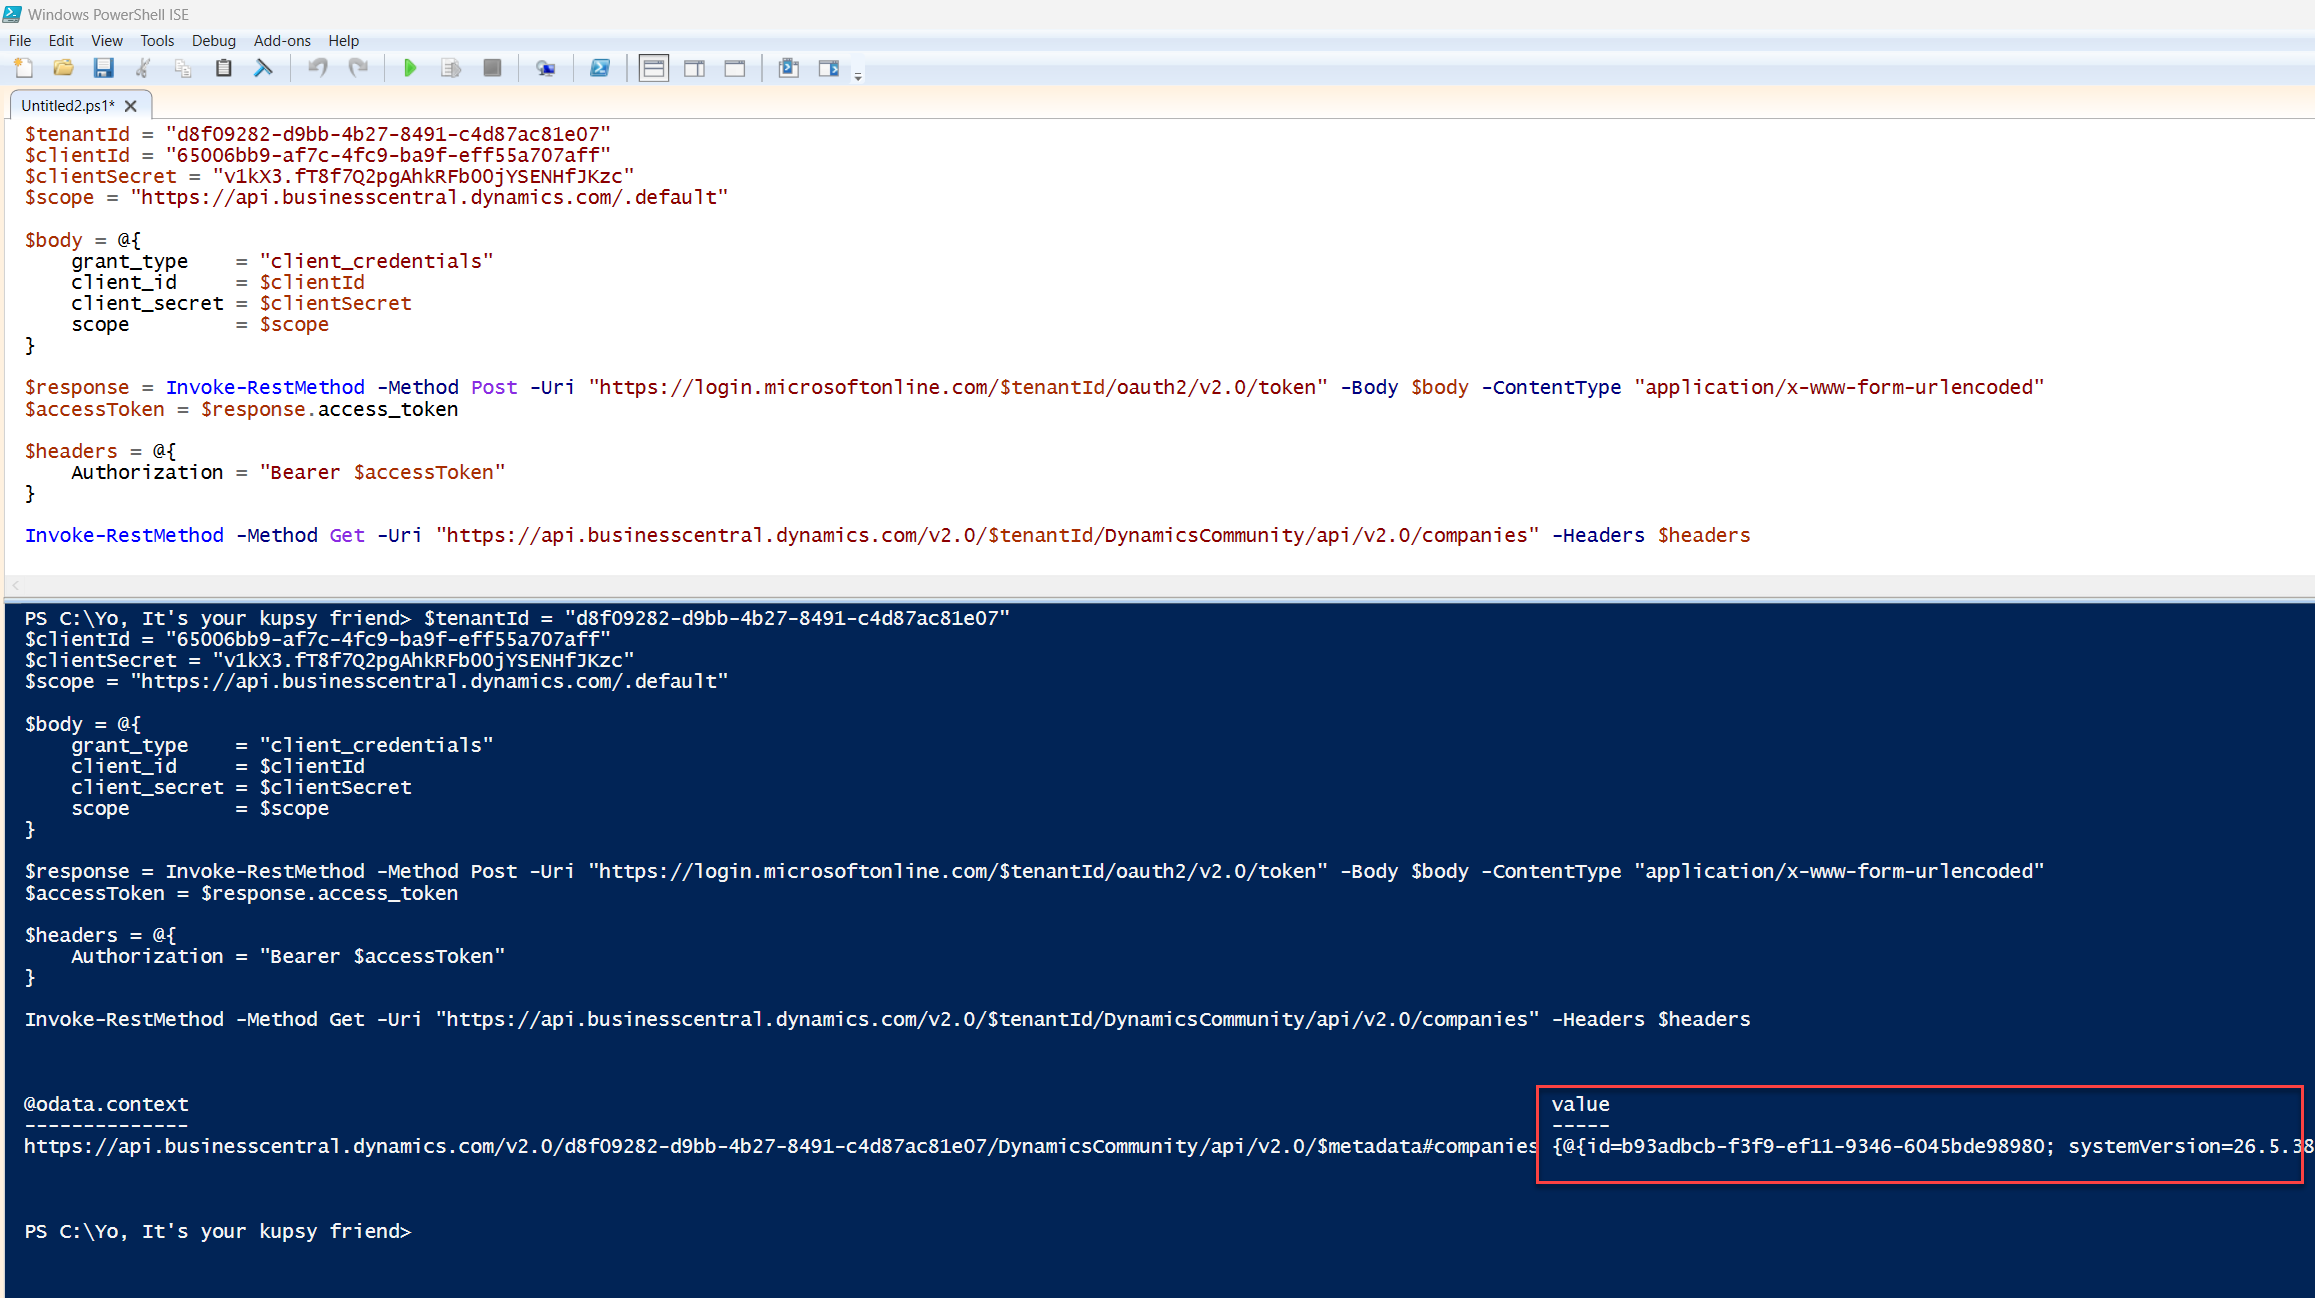 Windows PowerShell ISE
File Edit View Tools Debug Add-ons Help
Untitled2.ps1*
$tenantId = "d8f09282-d9bb-4b27-8491-c4d87ac81e07"
$clientId = "65006bb9-af7c-4fc9-ba9f-eff55a707aff"
$clientSecret = "v1kX3.fT8f7Q2pgAhkRFbO0jYSENHfJKzc"
$scope = "https://api.businesscentral.dynamics.com/.default"
$body = @{
    grant_type    = "client_credentials"
    client_id     = $clientId
    client_secret = $clientSecret
    scope         = $scope
}
$response = Invoke-RestMethod -Method Post -Uri "https://login.microsoftonline.com/$tenantId/oauth2/v2.0/token" -Body $body -ContentType "application/x-www-form-urlencoded"
$accessToken = $response.access_token
$headers = @{
    Authorization = "Bearer $accessToken"
}
Invoke-RestMethod -Method Get -Uri "https://api.businesscentral.dynamics.com/v2.0/$tenantId/DynamicsCommunity/api/v2.0/companies" -Headers $headers
PS C:\Yo, It's your kupsy friend> $tenantId = "d8f09282-d9bb-4b27-8491-c4d87ac81e07"
$clientId = "65006bb9-af7c-4fc9-ba9f-eff55a707aff"
$clientSecret = "v1kX3.fT8f7Q2pgAhkRFbO0jYSENHfJKzc"
$scope = "https://api.businesscentral.dynamics.com/.default"
$body = @{
    grant_type    = "client_credentials"
    client_id     = $clientId
    client_secret = $clientSecret
    scope         = $scope
}
$response = Invoke-RestMethod -Method Post -Uri "https://login.microsoftonline.com/$tenantId/oauth2/v2.0/token" -Body $body -ContentType "application/x-www-form-urlencoded"
$accessToken = $response.access_token
$headers = @{
    Authorization = "Bearer $accessToken"
}
Invoke-RestMethod -Method Get -Uri "https://api.businesscentral.dynamics.com/v2.0/$tenantId/DynamicsCommunity/api/v2.0/companies" -Headers $headers
@odata.context value
-------------- -----
https://api.businesscentral.dynamics.com/v2.0/d8f09282-d9bb-4b27-8491-c4d87ac81e07/DynamicsCommunity/api/v2.0/$metadata#companies {@{id=b93adbcb-f3f9-ef11-9346-6045bde98980; systemVersion=26.5.38
PS C:\Yo, It's your kupsy friend>